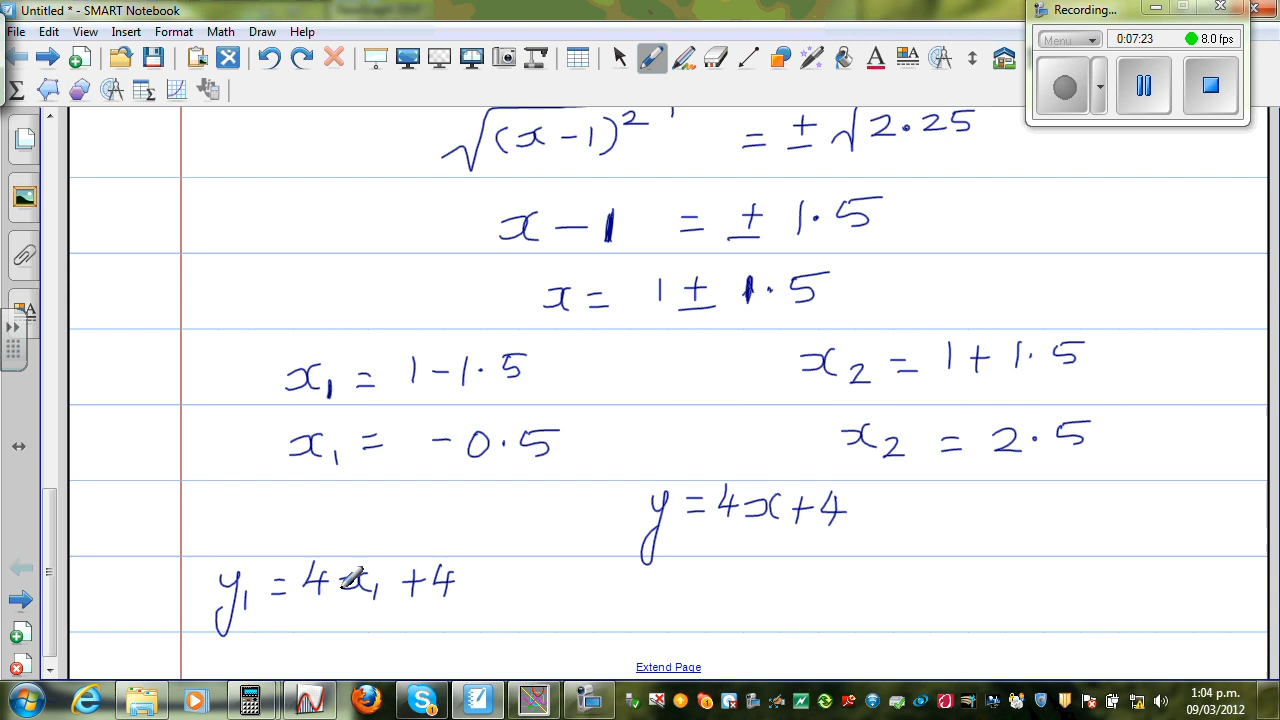 Untitled * - SMART Notebook
Recording...
File Edit View Insert Format Math Draw Help
Menu
0:07:23
8.0 fps
√(x-1)² = ± √2.25
x - 1 = ± 1.5
x = 1 ± 1.5
x₁ = 1 - 1.5 x₂ = 1 + 1.5
x₁ = -0.5 x₂ = 2.5
y = 4x + 4
y₁ = 4x₁ + 4
Extend Page
1:04 p.m.
09/03/2012